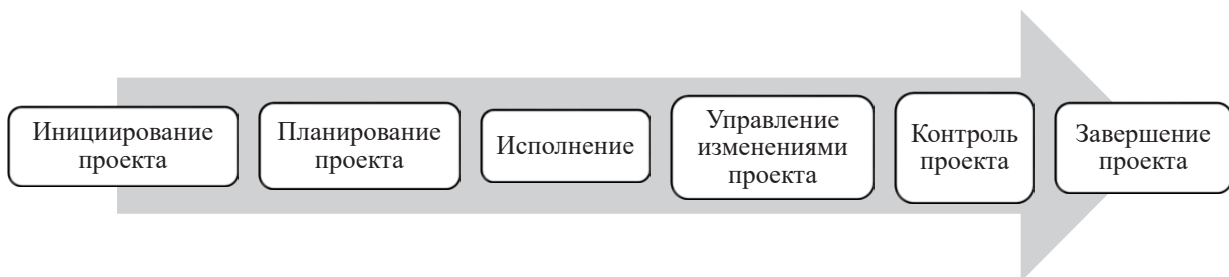 Инициирование
проекта
Планирование
проекта
Исполнение
Управление
изменениями
проекта
Контроль
проекта
Завершение
проекта